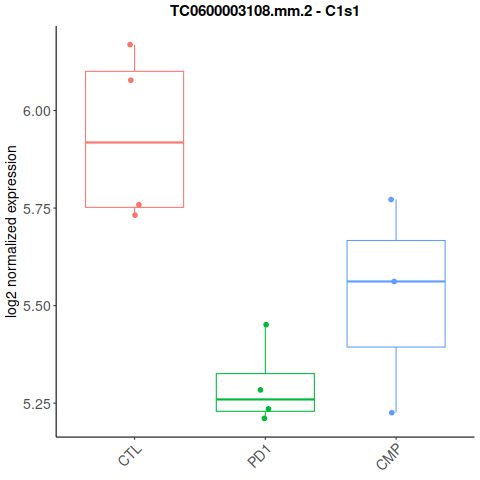 TC0600003108.mm.2 - C1s1
log2 normalized expression
6.00
5.75
5.50
5.25
CTL
PD1
CMP